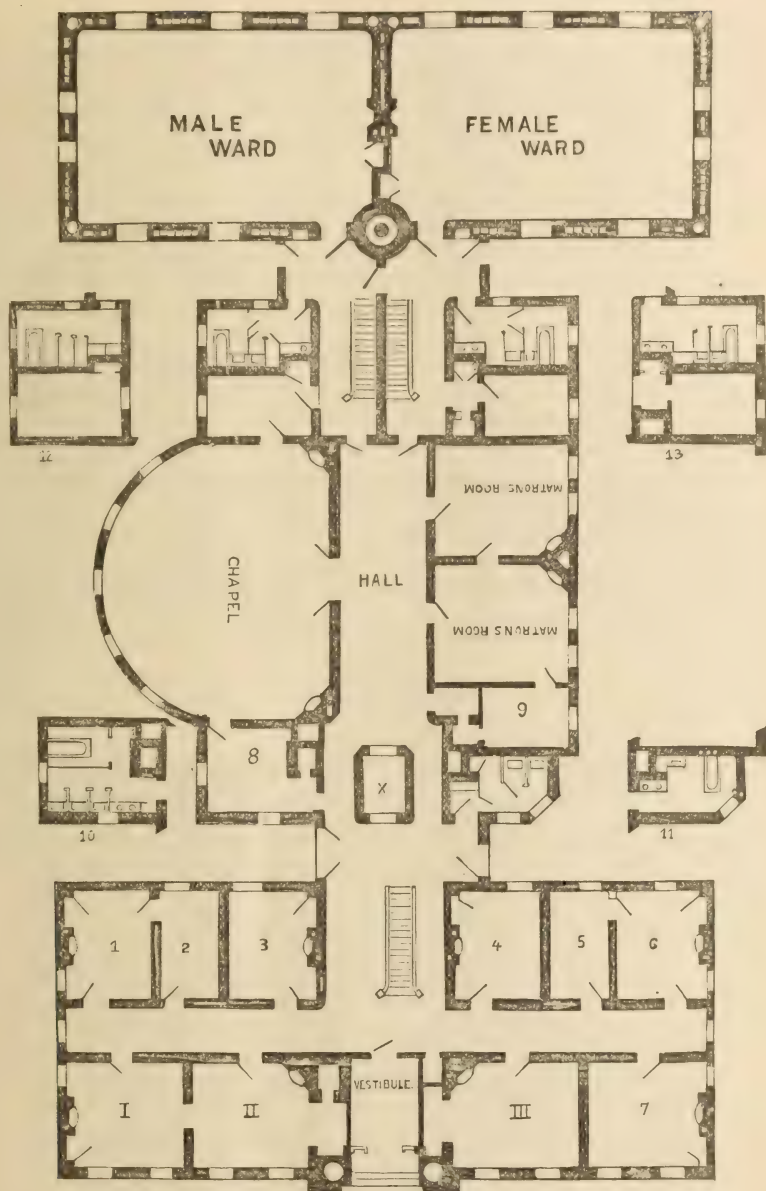 MALE
WARD
FEMALE
WARD
12
13
MATRONS ROOM
CHAPEL
HALL
MATRONS ROOM
9
8
X
10
11
1
2
3
4
5
6
I
II
VESTIBULE.
III
7